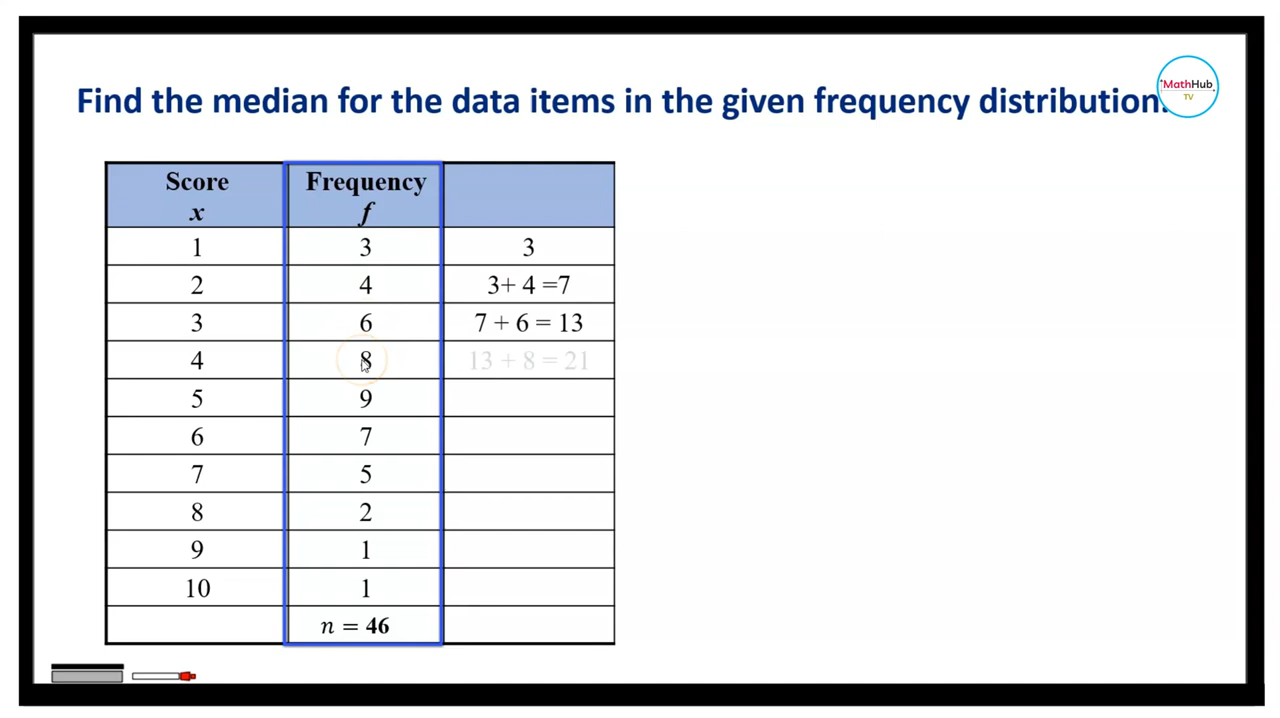 Find the median for the data items in the given frequency distribution.
MathHub
TV
Score Frequency
x f
1 3 3
2 4 3+ 4 =7
3 6 7 + 6 = 13
4 8 13 + 8 = 21
5 9
6 7
7 5
8 2
9 1
10 1
n = 46